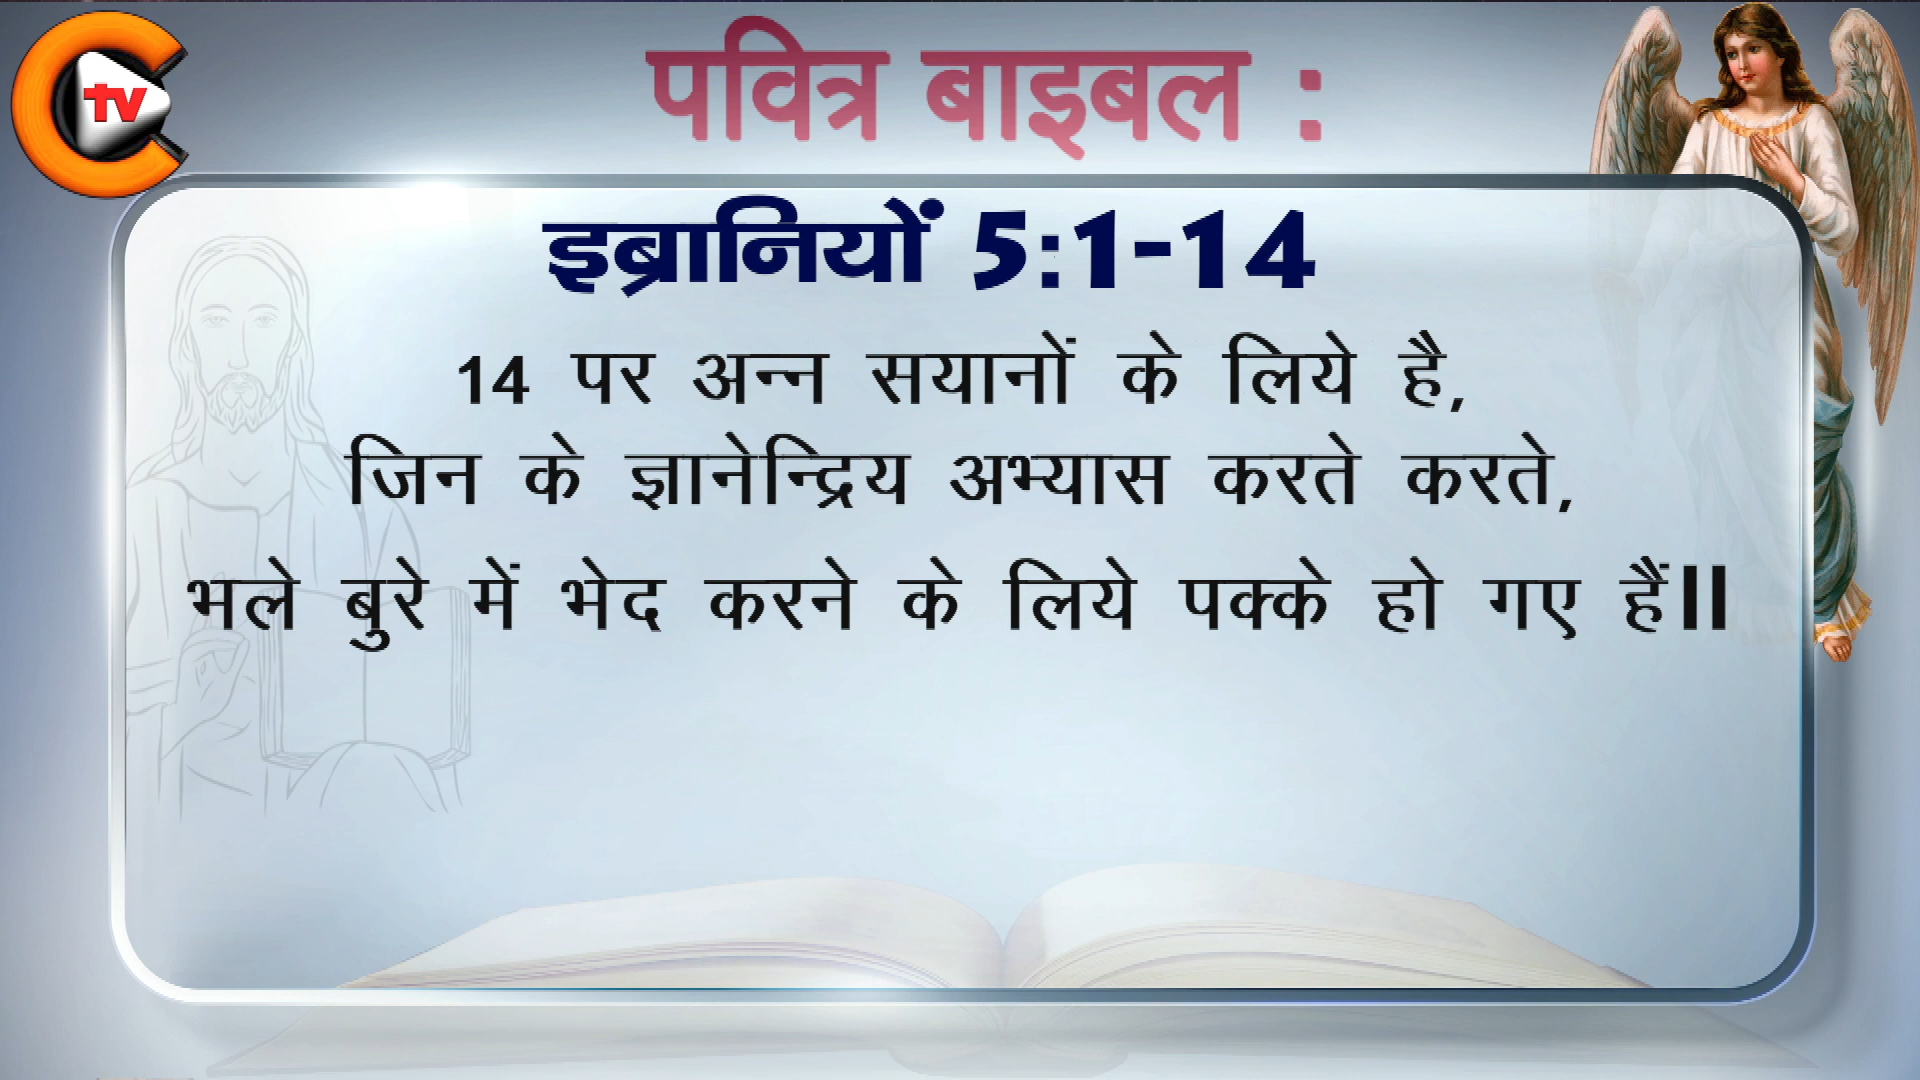 TV
पवित्र बाइबल :
इब्रानियों 5:1-14
14 पर अन्न सयानों के लिये है,
जिन के ज्ञानेन्द्रिय अभ्यास करते करते,
भले बुरे में भेद करने के लिये पक्के हो गए हैं॥